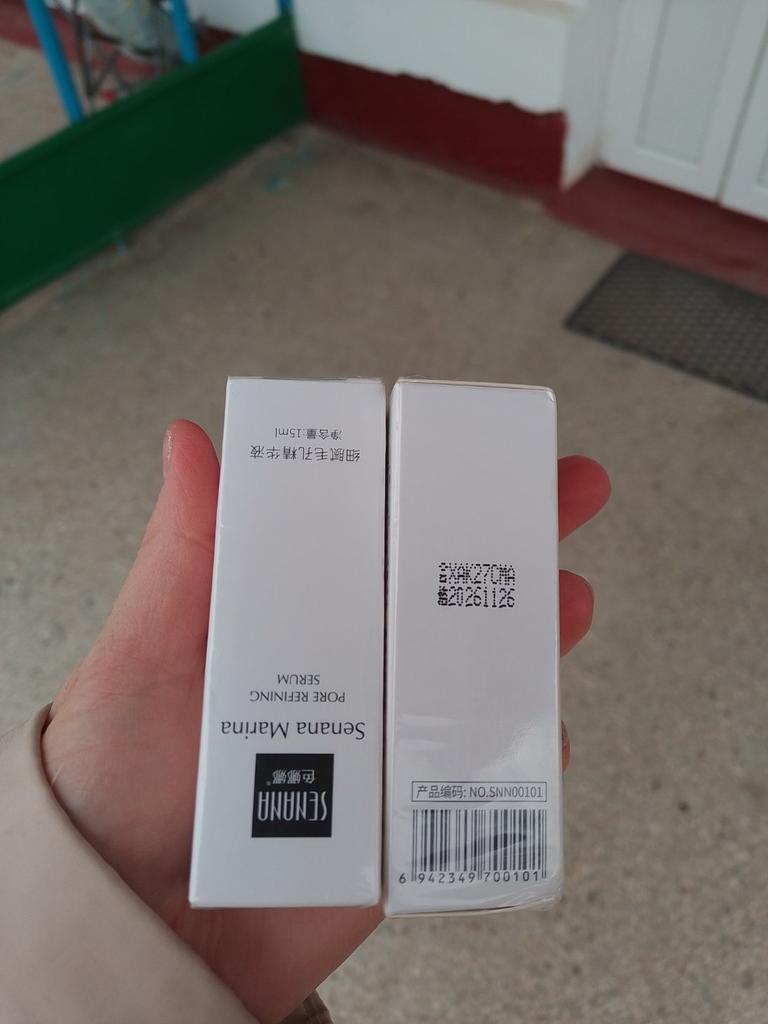 SENANA
色娜娜®
Senana Marina
PORE REFINING
SERUM
细腻毛孔精华液
净含量:15ml
XAK27CMA
20261126
产品编码: NO.SNN00101
6 942349 700101